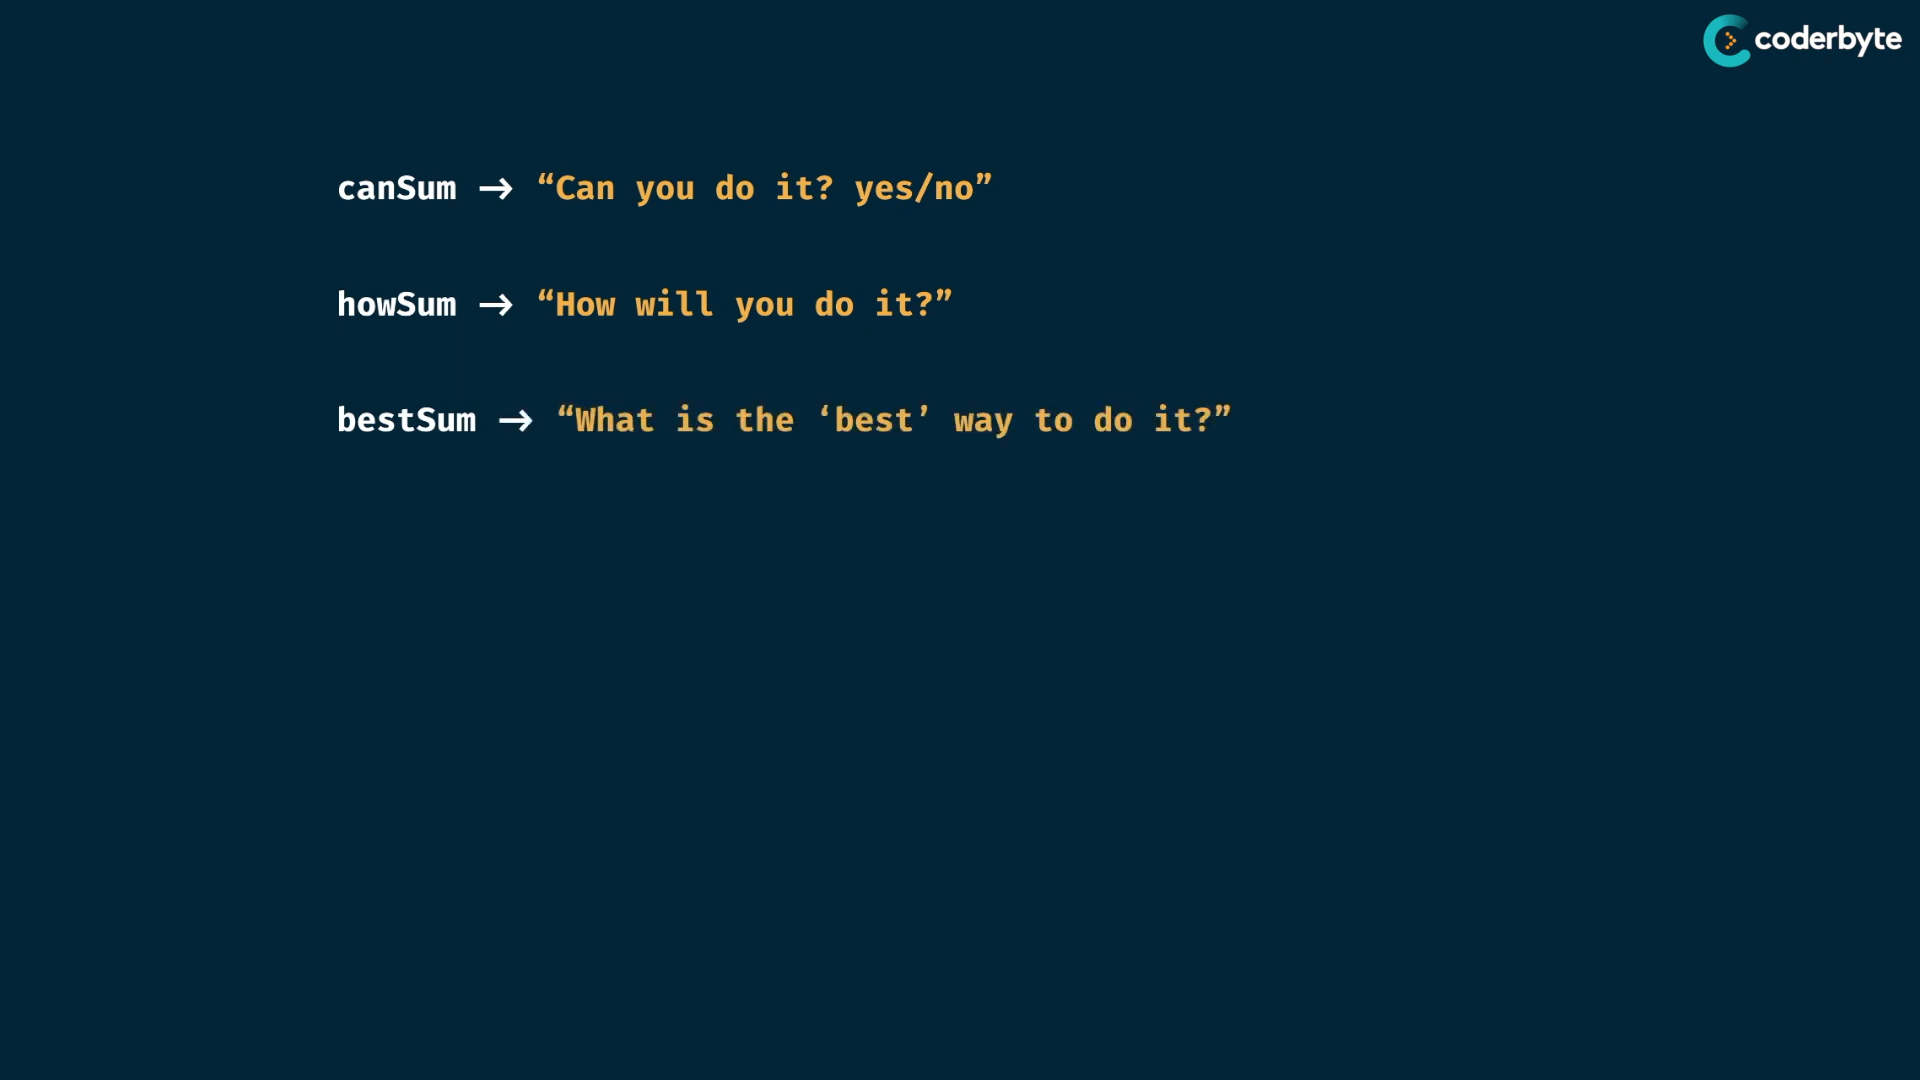 coderbyte
canSum → “Can you do it? yes/no”
howSum → “How will you do it?”
bestSum → “What is the ‘best’ way to do it?”